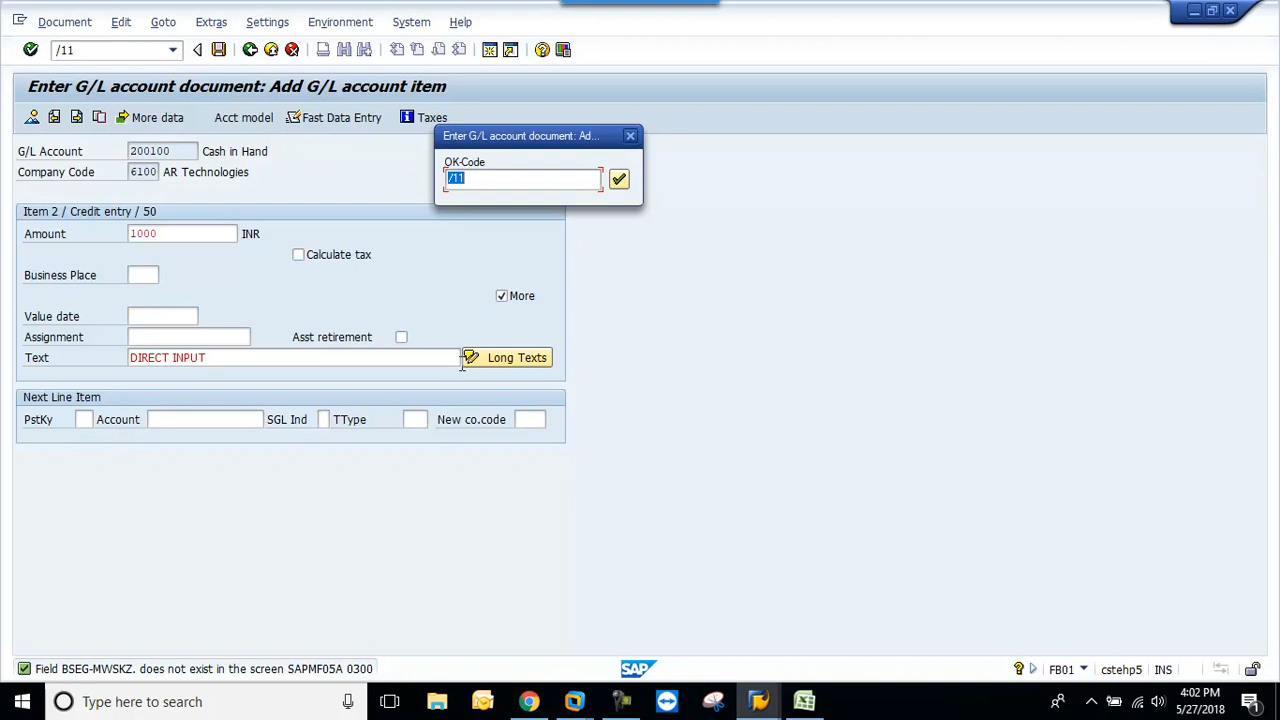 Document Edit Goto Extras Settings Environment System Help
/11
Enter G/L account document: Add G/L account item
More data Acct model Fast Data Entry Taxes
Enter G/L account document: Ad...
G/L Account 200100 Cash in Hand
OK-Code
Company Code 6100 AR Technologies
/11
Item 2 / Credit entry / 50
Amount 1000 INR
Calculate tax
Business Place
More
Value date
Assignment Asst retirement
Text DIRECT INPUT Long Texts
Next Line Item
PstKy Account SGL Ind TType New co.code
Field BSEG-MWSKZ. does not exist in the screen SAPMF05A 0300 SAP FB01 cstehp5 INS
Type here to search
4:02 PM
5/27/2018
1